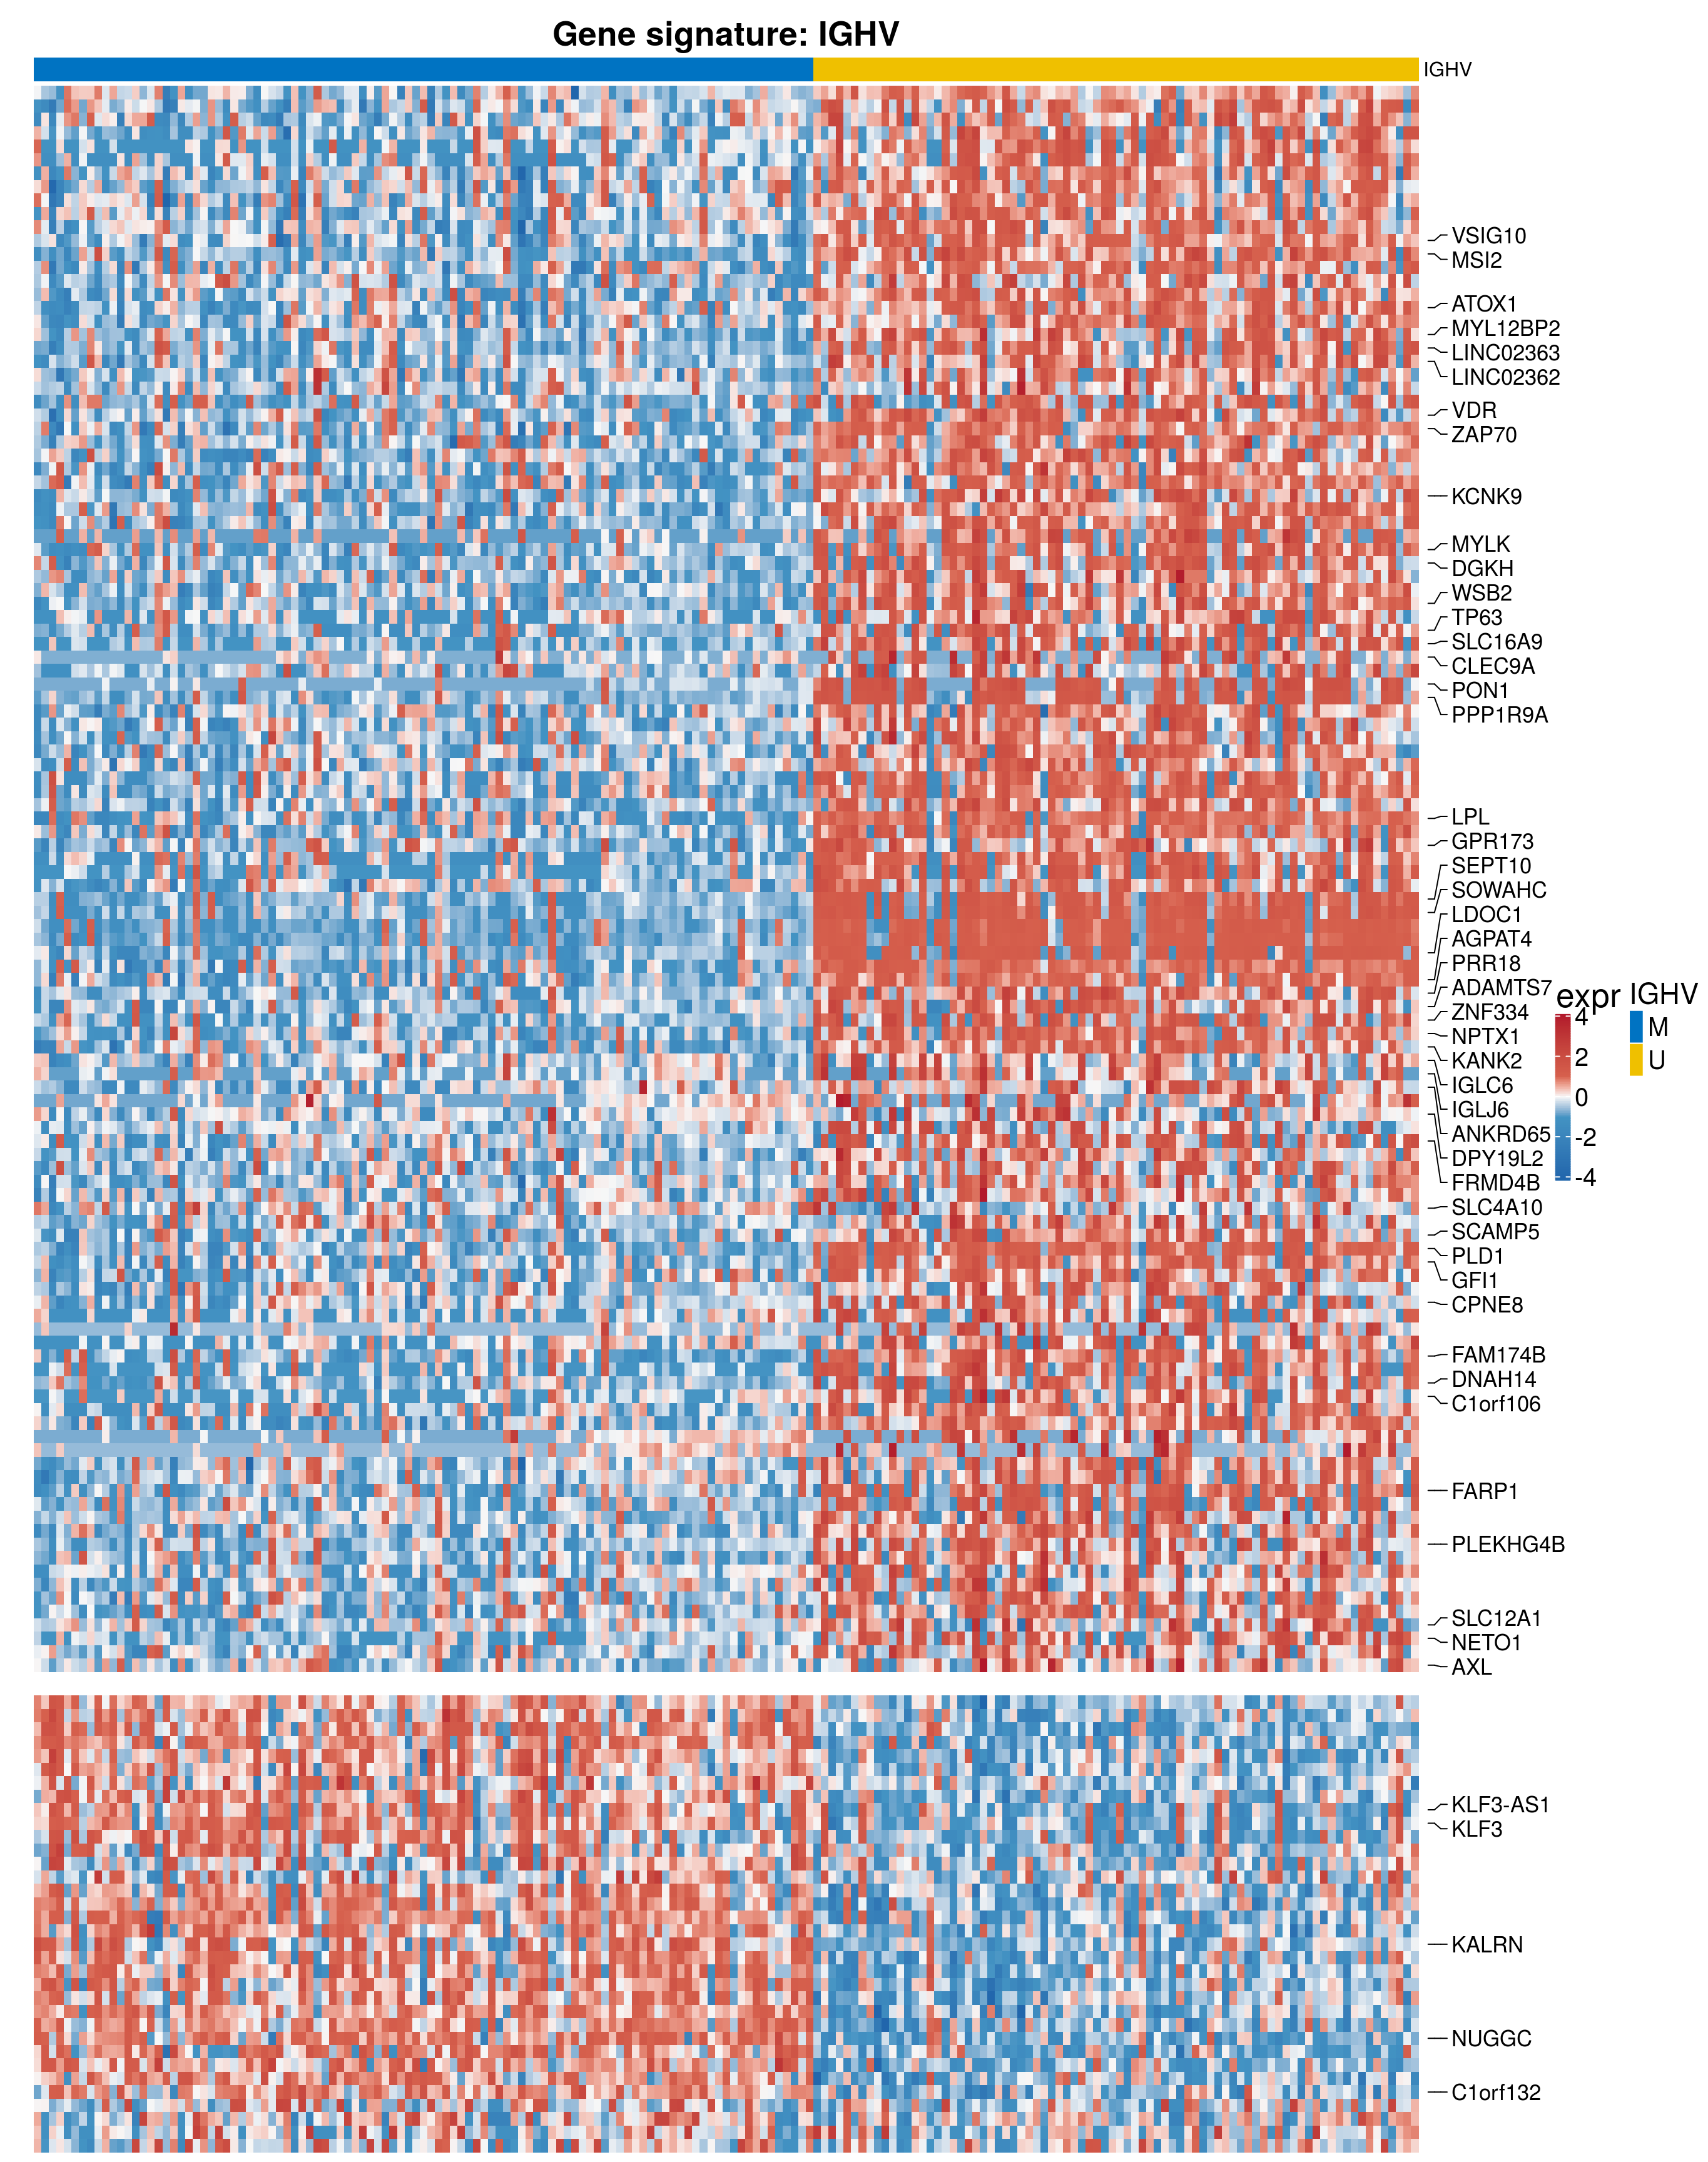 Gene signature: IGHV
IGHV
VSIG10
MSI2
ATOX1
MYL12BP2
LINC02363
LINC02362
VDR
ZAP70
KCNK9
MYLK
DGKH
WSB2
TP63
SLC16A9
CLEC9A
PON1
PPP1R9A
LPL
GPR173
SEPT10
SOWAHC
LDOC1
AGPAT4
PRR18
ADAMTS7
ZNF334
NPTX1
KANK2
IGLC6
IGLJ6
ANKRD65
DPY19L2
FRMD4B
SLC4A10
SCAMP5
PLD1
GFI1
CPNE8
FAM174B
DNAH14
C1orf106
FARP1
PLEKHG4B
SLC12A1
NETO1
AXL
KLF3-AS1
KLF3
KALRN
NUGGC
C1orf132
expr
4
2
0
-2
-4
IGHV
M
U